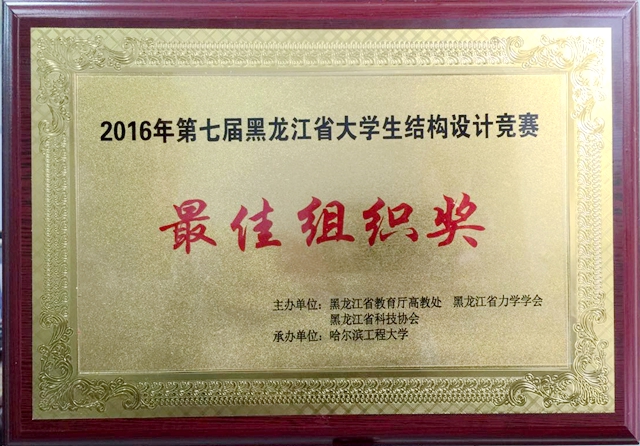 2016年第七届黑龙江省大学生结构设计竞赛
最佳组织奖
主办单位：黑龙江省教育厅高教处 黑龙江省力学学会
黑龙江省科技协会
承办单位：哈尔滨工程大学